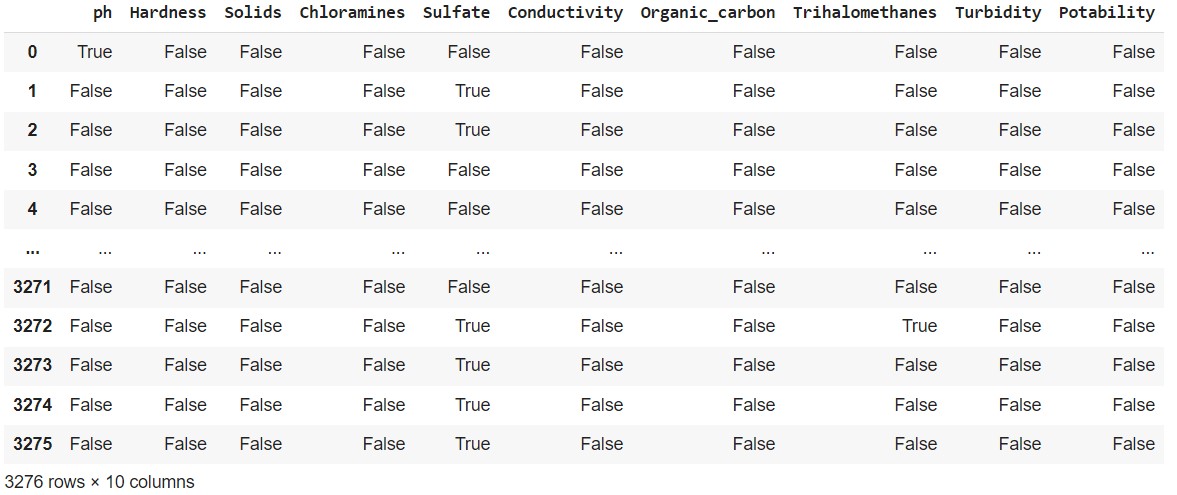 ph Hardness Solids Chloramines Sulfate Conductivity Organic_carbon Trihalomethanes Turbidity Potability
0 True False False False False False False False False False
1 False False False False True False False False False False
2 False False False False True False False False False False
3 False False False False False False False False False False
4 False False False False False False False False False False
... ... ... ... ... ... ... ... ... ... ...
3271 False False False False False False False False False False
3272 False False False False True False False True False False
3273 False False False False True False False False False False
3274 False False False False True False False False False False
3275 False False False False True False False False False False
3276 rows × 10 columns